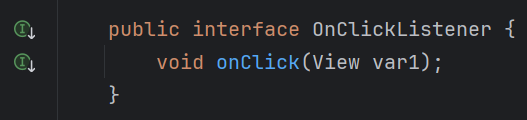 public interface OnClickListener {
    void onClick(View var1);
}